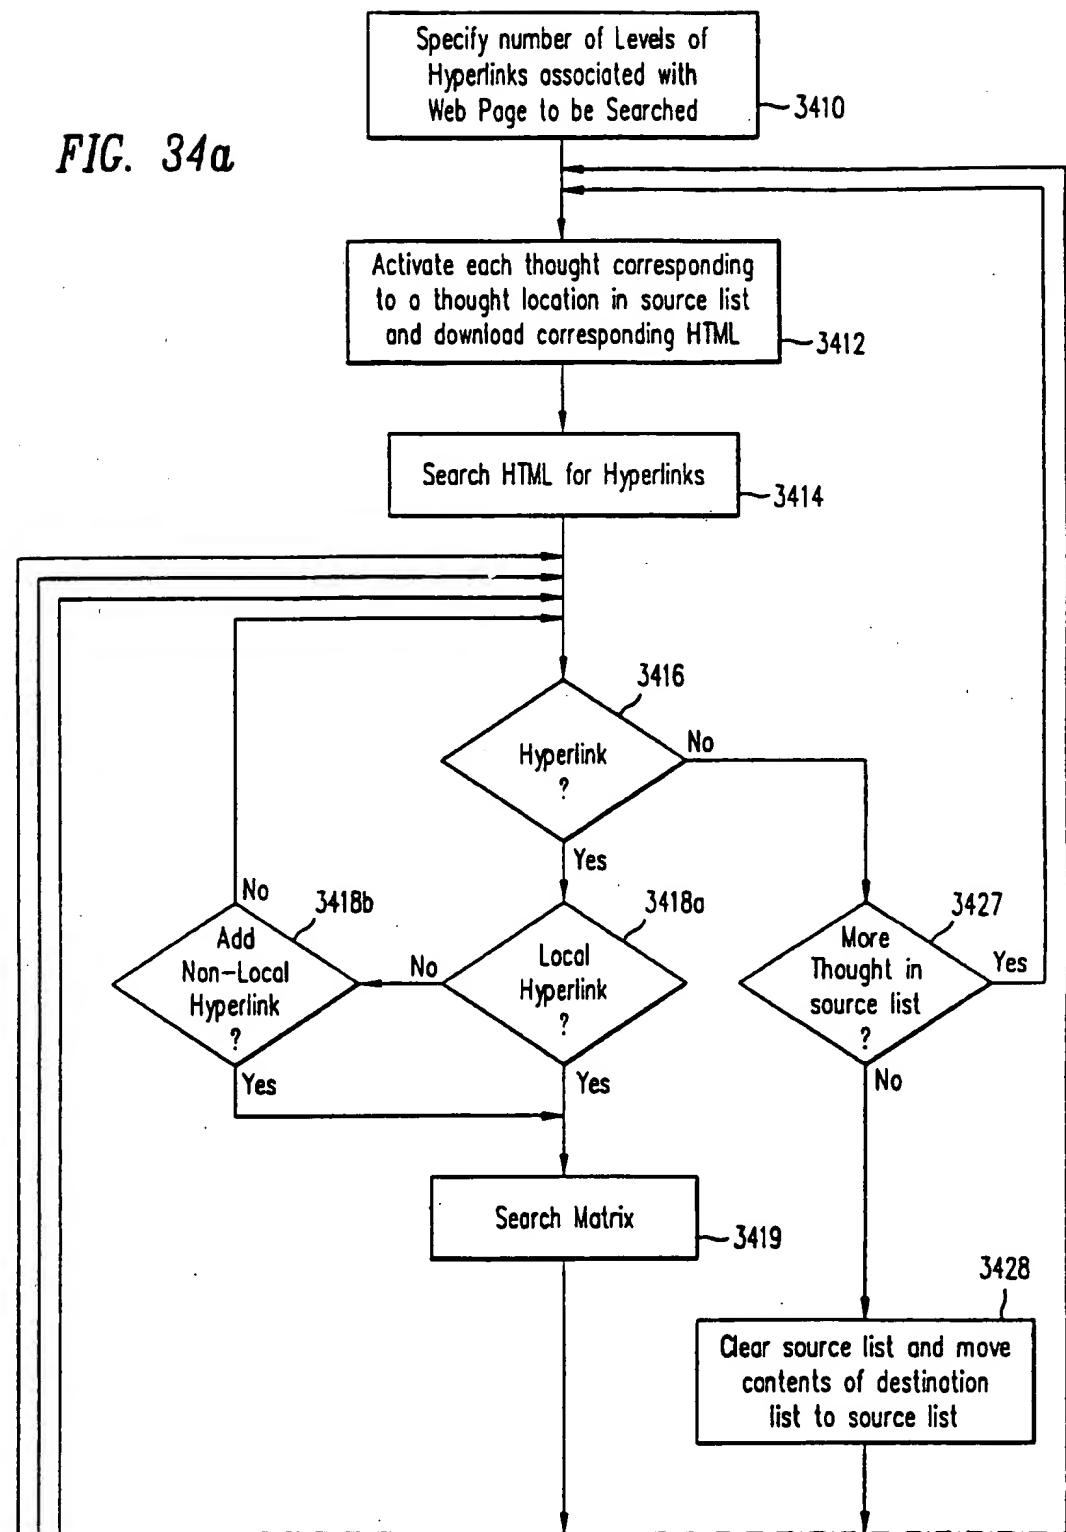 FIG. 34a
Specify number of Levels of
Hyperlinks associated with
Web Page to be Searched
3410
Activate each thought corresponding
to a thought location in source list
and download corresponding HTML
3412
Search HTML for Hyperlinks
3414
3416
Hyperlink
?
No
Yes
3418b
Add
Non-Local
Hyperlink
?
No
Yes
3418a
Local
Hyperlink
?
No
Yes
3427
More
Thought in
source list
?
Yes
No
Search Matrix
3419
3428
Clear source list and move
contents of destination
list to source list